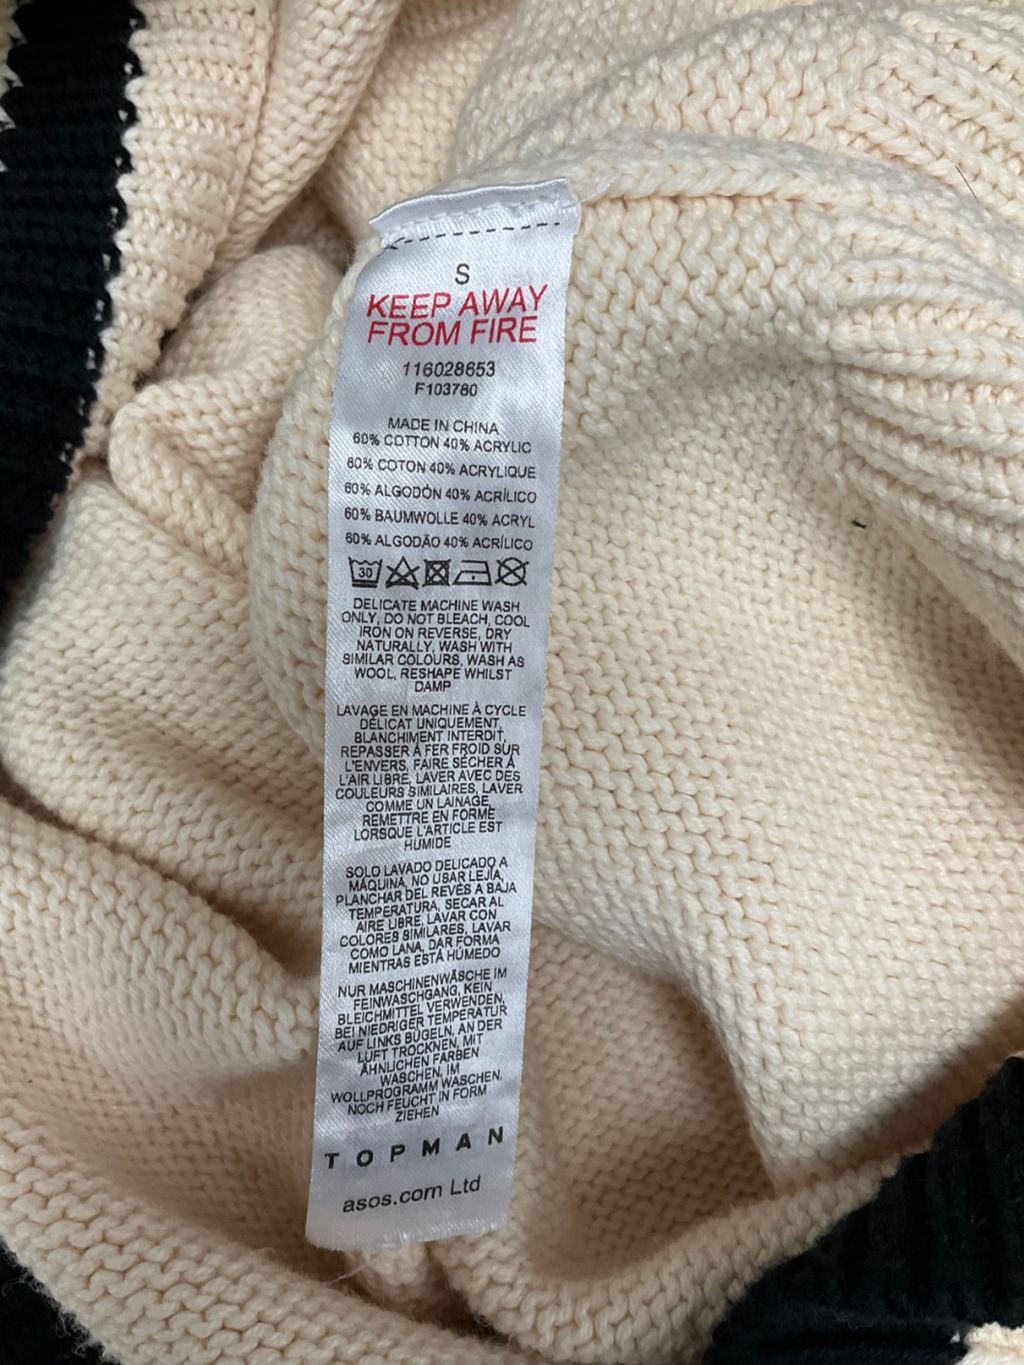 S
KEEP AWAY
FROM FIRE
116028653
F103780
MADE IN CHINA
60% COTTON 40% ACRYLIC
60% COTON 40% ACRYLIQUE
60% ALGODÓN 40% ACRÍLICO
60% BAUMWOLLE 40% ACRYL
60% ALGODÃO 40% ACRÍLICO
30
DELICATE MACHINE WASH
ONLY, DO NOT BLEACH, COOL
IRON ON REVERSE, DRY
NATURALLY, WASH WITH
SIMILAR COLOURS, WASH AS
WOOL, RESHAPE WHILST
DAMP
LAVAGE EN MACHINE À CYCLE
DÉLICAT UNIQUEMENT,
BLANCHIMENT INTERDIT,
REPASSER À FER FROID SUR
L'ENVERS, FAIRE SÉCHER À
L'AIR LIBRE, LAVER AVEC DES
COULEURS SIMILAIRES, LAVER
COMME UN LAINAGE,
REMETTRE EN FORME
LORSQUE L'ARTICLE EST
HUMIDE
SOLO LAVADO DELICADO A
MÁQUINA, NO USAR LEJÍA,
PLANCHAR DEL REVÉS A BAJA
TEMPERATURA, SECAR AL
AIRE LIBRE, LAVAR CON
COLORES SIMILARES, LAVAR
COMO LANA, DAR FORMA
MIENTRAS ESTÁ HÚMEDO
NUR MASCHINENWÄSCHE IM
FEINWASCHGANG, KEIN
BLEICHMITTEL VERWENDEN,
BEI NIEDRIGER TEMPERATUR
AUF LINKS BÜGELN, AN DER
LUFT TROCKNEN, MIT
ÄHNLICHEN FARBEN
WASCHEN, IM
WOLLPROGRAMM WASCHEN,
NOCH FEUCHT IN FORM
ZIEHEN
TOPMAN
asos.com Ltd